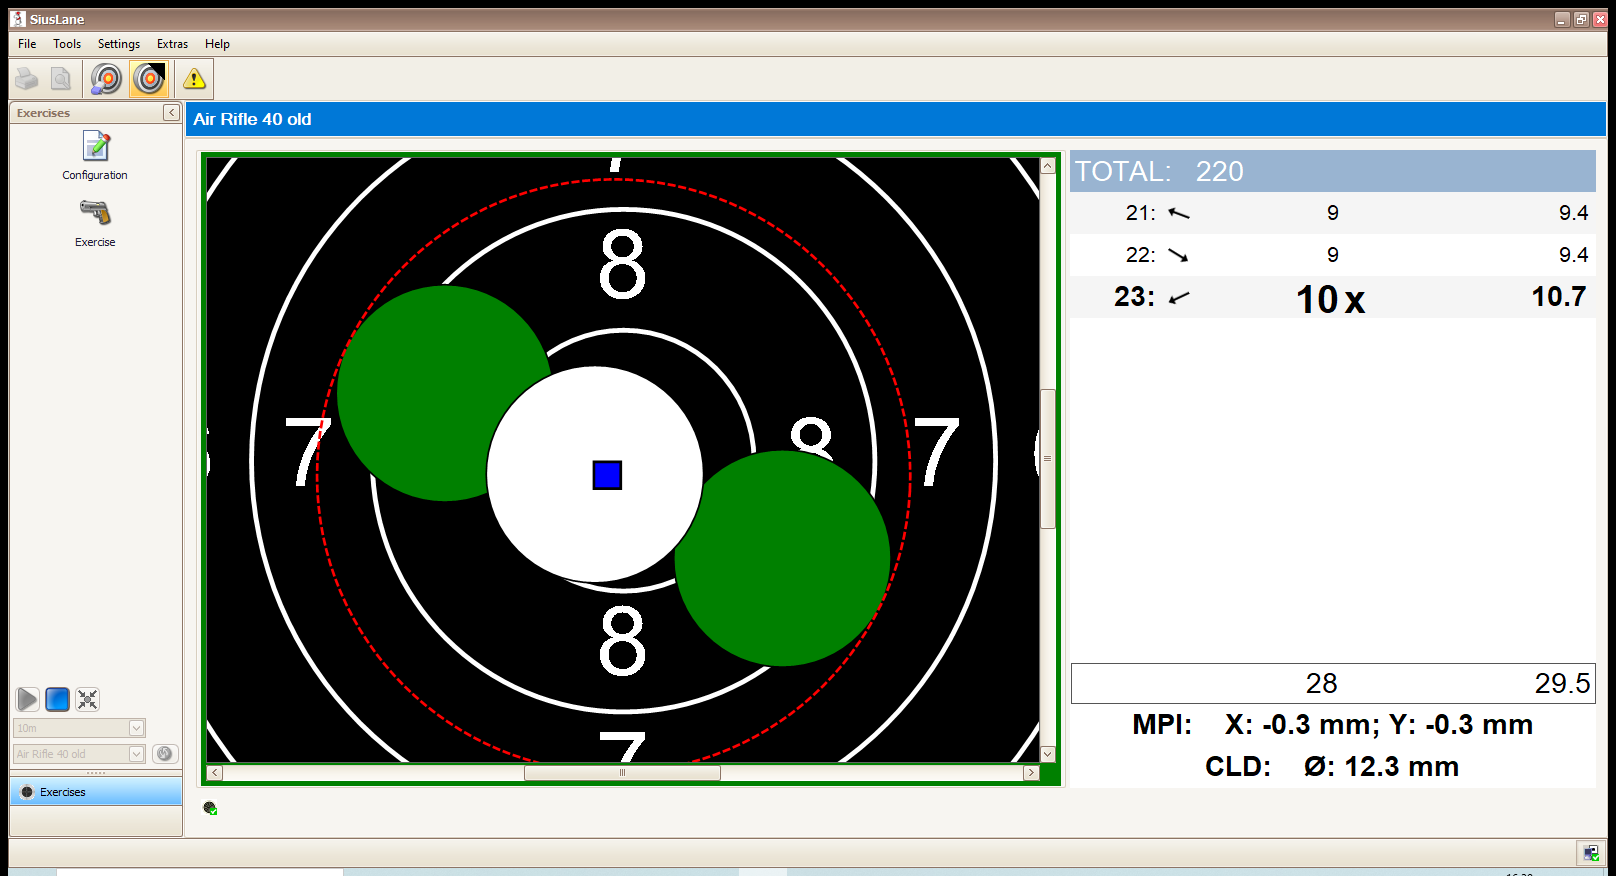 SiusLane
File Tools Settings Extras Help
Exercises
Configuration
Exercise
10m
Air Rifle 40 old
Exercises
Air Rifle 40 old
8
7 8 7
8
7
TOTAL: 220
21: 9 9.4
22: 9 9.4
23: 10 x 10.7
28 29.5
MPI: X: -0.3 mm; Y: -0.3 mm
CLD: Ø: 12.3 mm